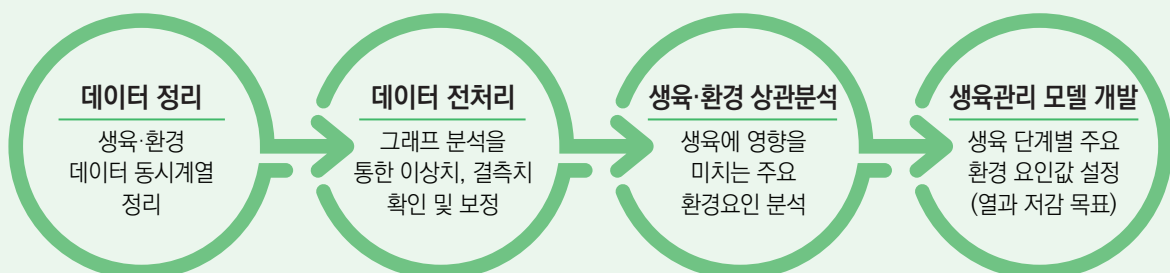 데이터 정리
생육·환경
데이터 동시계열
정리
데이터 전처리
그래프 분석을
통한 이상치, 결측치
확인 및 보정
생육·환경 상관분석
생육에 영향을
미치는 주요
환경요인 분석
생육관리 모델 개발
생육 단계별 주요
환경 요인값 설정
(열과 저감 목표)